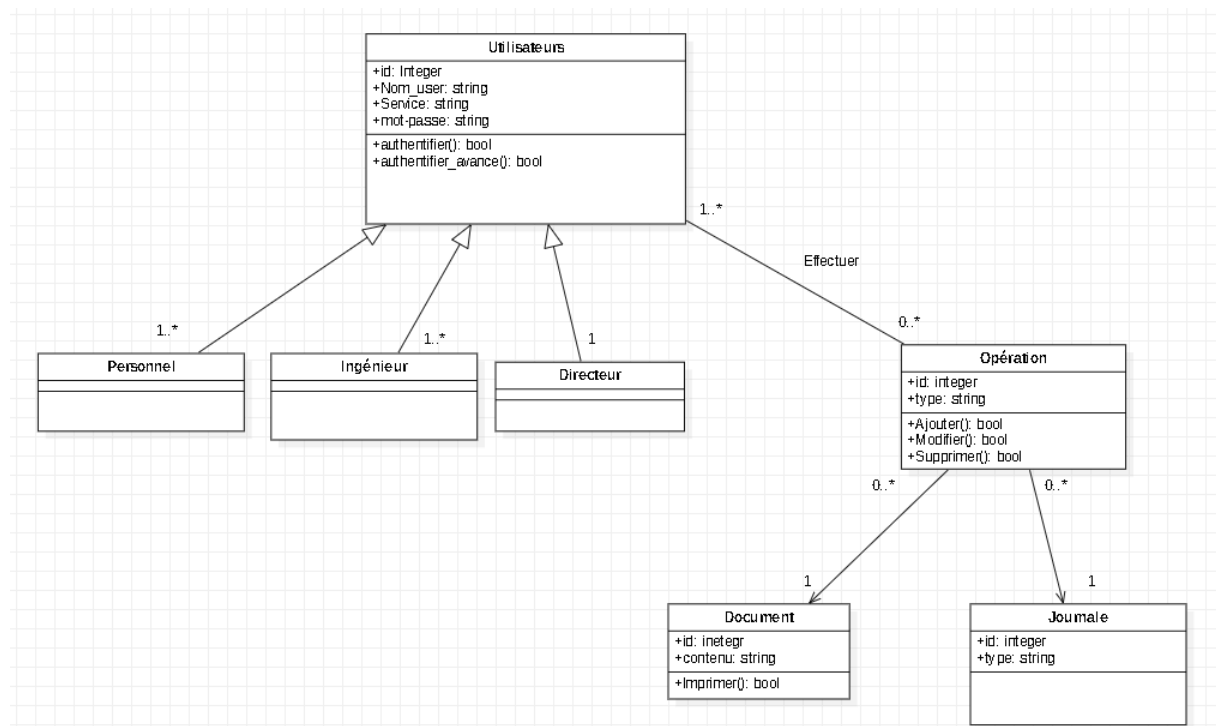 Utilisateurs
+id: Integer
+Nom_user: string
+Service: string
+mot-passe: string
+authentifier(): bool
+authentifier_avance(): bool
1..*
Effectuer
0..*
1..*
1..*
1
Personnel
Ingénieur
Directeur
Opération
+id: integer
+type: string
+Ajouter(): bool
+Modifier(): bool
+Supprimer(): bool
0..*
0..*
1
1
Document
+id: inetegr
+contenu: string
+Imprimer(): bool
Journale
+id: integer
+type: string